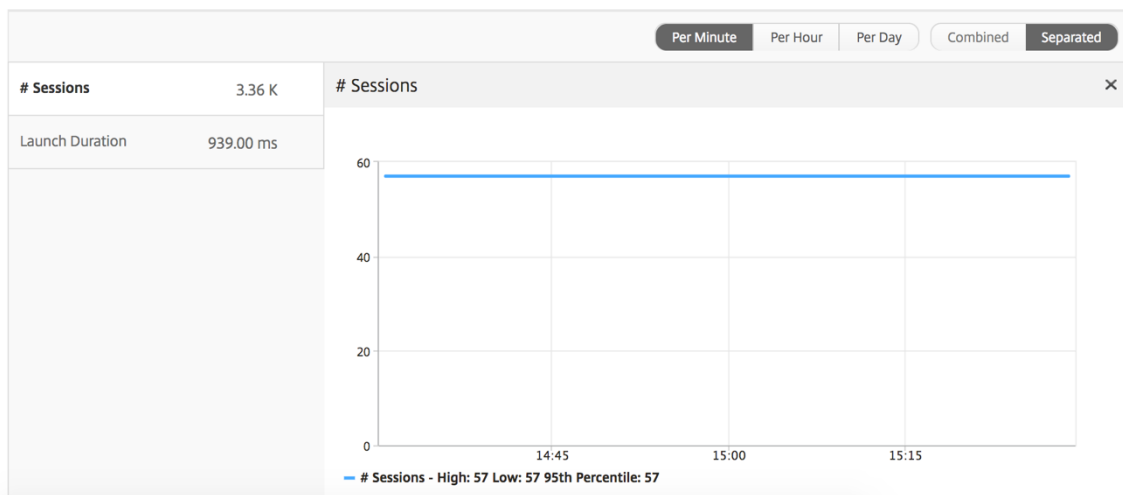 Per Minute Per Hour Per Day Combined Separated
# Sessions 3.36 K
Launch Duration 939.00 ms
# Sessions ×
60
40
20
0
14:45 15:00 15:15
# Sessions - High: 57 Low: 57 95th Percentile: 57